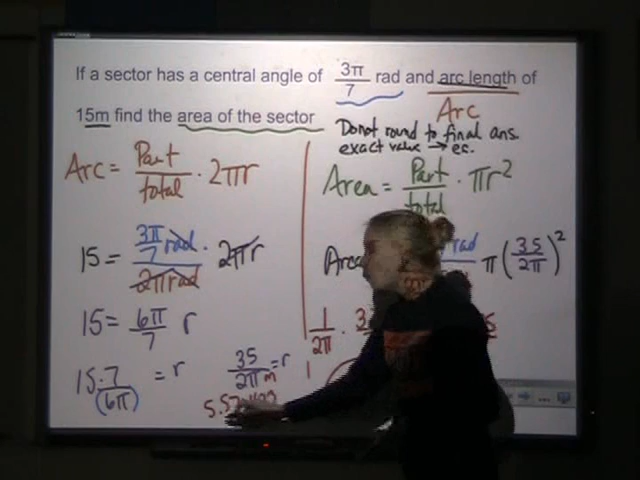 If a sector has a central angle of 3π/7 rad and arc length of
15m find the area of the sector
Arc
Do not round to final ans.
exact value → ec.
Arc = Part/total · 2πr
Area = Part/total · πr²
15 = 3π/7 rad / 2π rad · 2πr
rad π(35/2π)²
15 = 6π/7 r
1/2π ·
15·7/(6π) = r
35/2π m = r